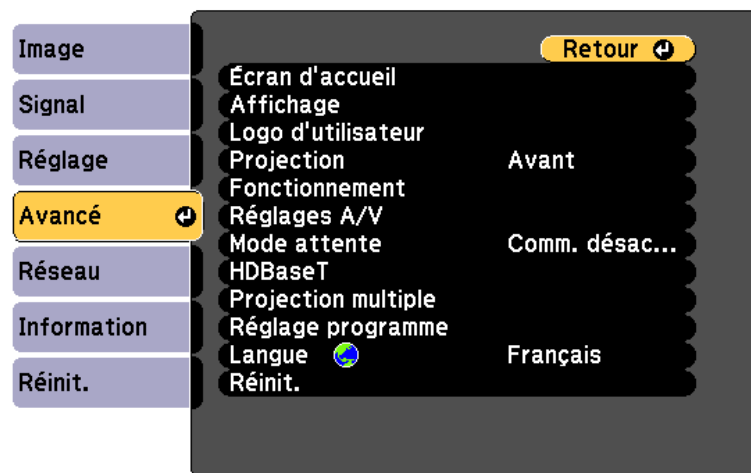 Image
Signal
Réglage
Avancé
Réseau
Information
Réinit.
Retour
Écran d'accueil
Affichage
Logo d'utilisateur
Projection Avant
Fonctionnement
Réglages A/V
Mode attente Comm. désac...
HDBaseT
Projection multiple
Réglage programme
Langue Français
Réinit.